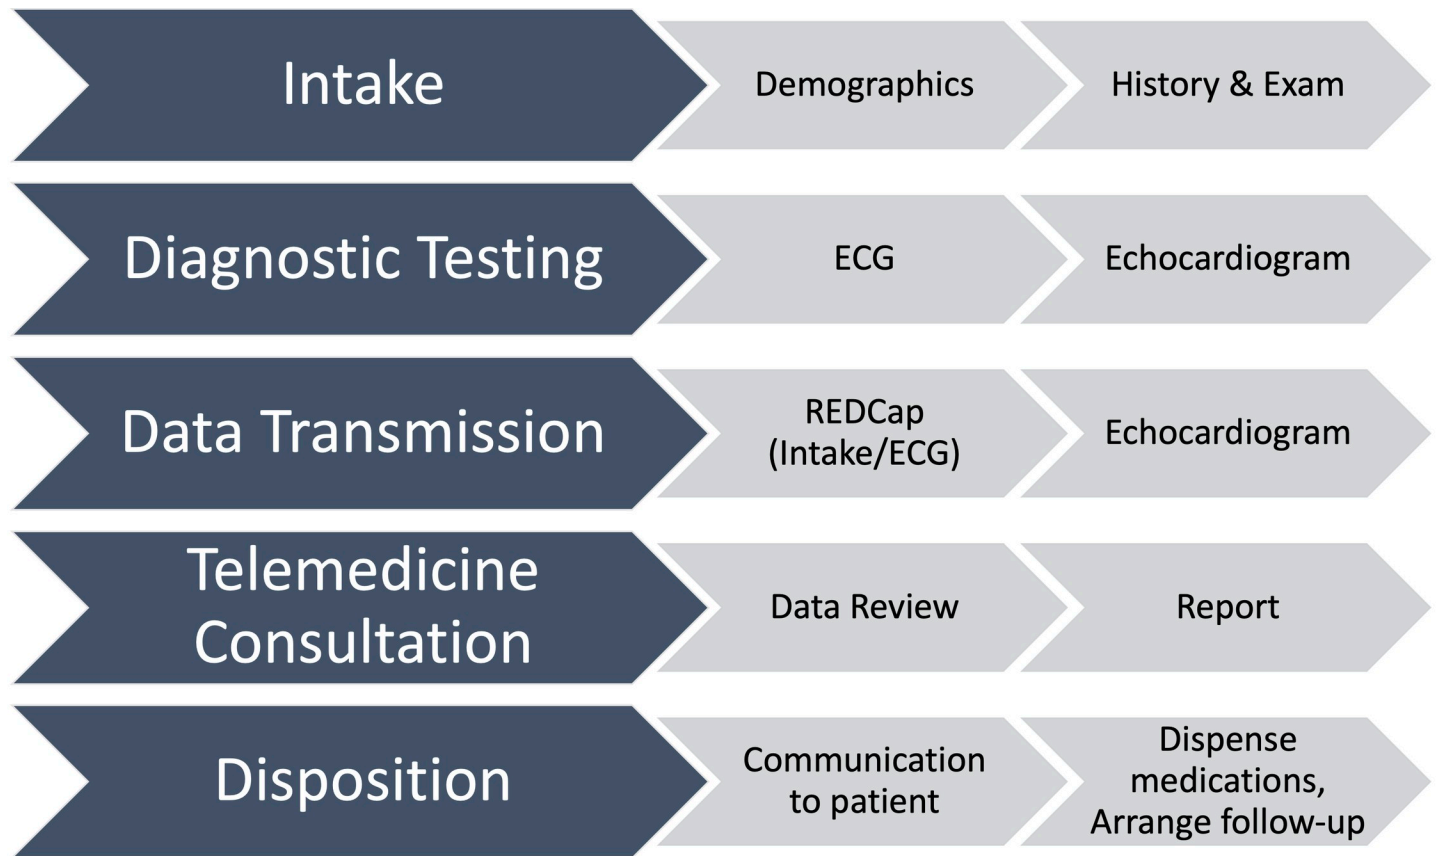 Intake
Demographics
History & Exam
Diagnostic Testing
ECG
Echocardiogram
Data Transmission
REDCap
(Intake/ECG)
Echocardiogram
Telemedicine
Consultation
Data Review
Report
Disposition
Communication
to patient
Dispense
medications,
Arrange follow-up